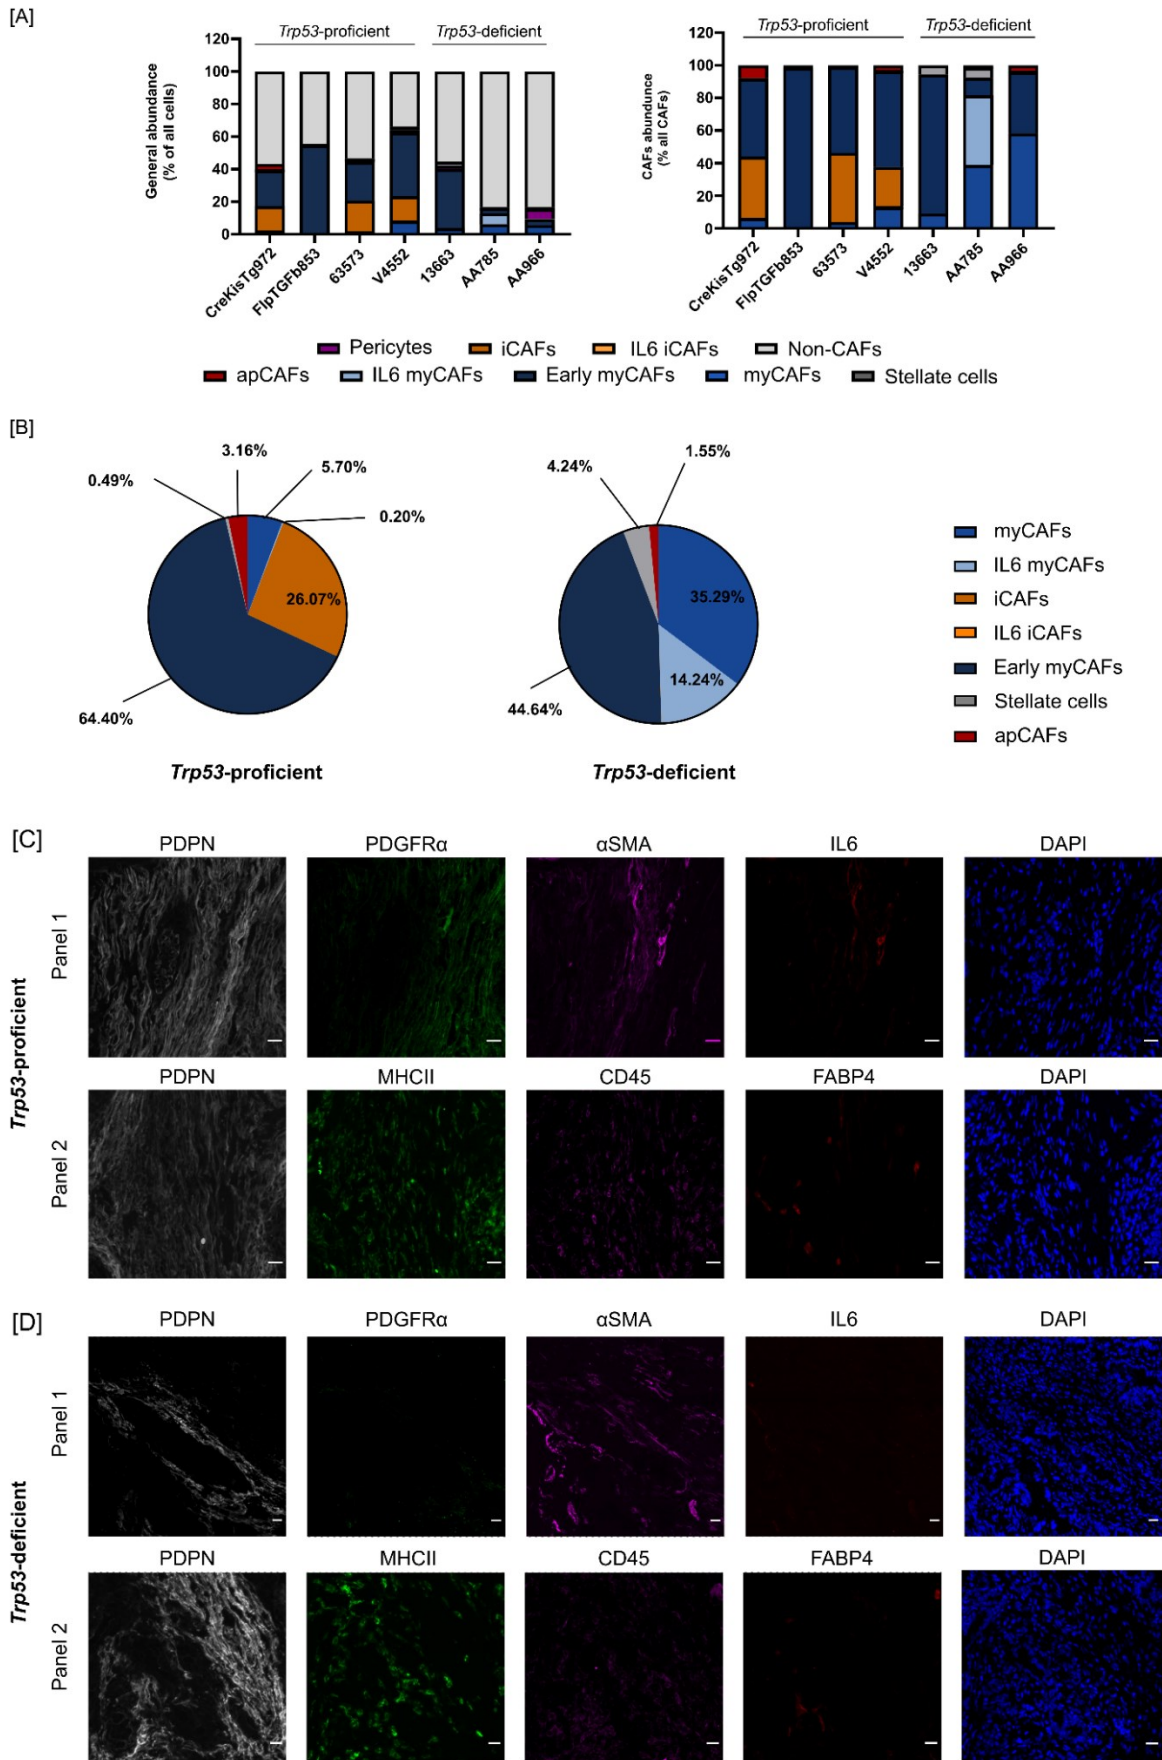 [A]
Trp53-proficient
Trp53-deficient
General abundance
(% of all cells)
120
100
80
60
40
20
0
CreKisTg972
FlpTGFb853
63573
V4552
13663
AA785
AA966
Trp53-proficient
Trp53-deficient
CAFs abundance
(% all CAFs)
120
100
80
60
40
20
0
CreKisTg972
FlpTGFb853
63573
V4552
13663
AA785
AA966
Pericytes iCAFs IL6 iCAFs Non-CAFs
apCAFs IL6 myCAFs Early myCAFs myCAFs Stellate cells
[B]
0.49%
3.16%
5.70%
0.20%
26.07%
64.40%
Trp53-proficient
4.24%
1.55%
35.29%
14.24%
44.64%
Trp53-deficient
myCAFs
IL6 myCAFs
iCAFs
IL6 iCAFs
Early myCAFs
Stellate cells
apCAFs
[C]
Trp53-proficient
Panel 1
PDPN PDGFRα αSMA IL6 DAPI
Panel 2
PDPN MHCII CD45 FABP4 DAPI
[D]
Trp53-deficient
Panel 1
PDPN PDGFRα αSMA IL6 DAPI
Panel 2
PDPN MHCII CD45 FABP4 DAPI